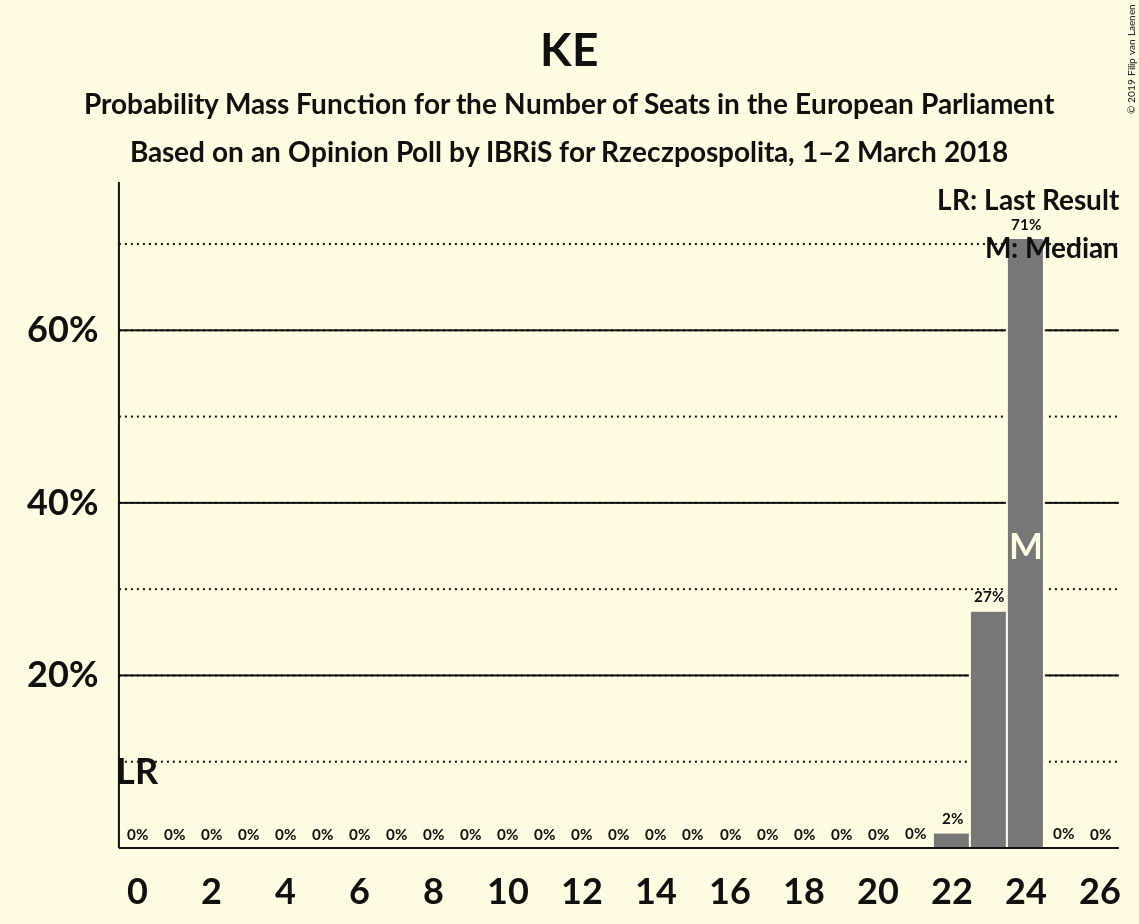 KE
Probability Mass Function for the Number of Seats in the European Parliament
Based on an Opinion Poll by IBRiS for Rzeczpospolita, 1–2 March 2018
© 2019 Filip van Laenen
LR: Last Result
M: Median
71%
60%
40%
M
27%
20%
LR
0% 0% 0% 0% 0% 0% 0% 0% 0% 0% 0% 0% 0% 0% 0% 0% 0% 0% 0% 0% 0% 0% 2% 0% 0%
0 2 4 6 8 10 12 14 16 18 20 22 24 26